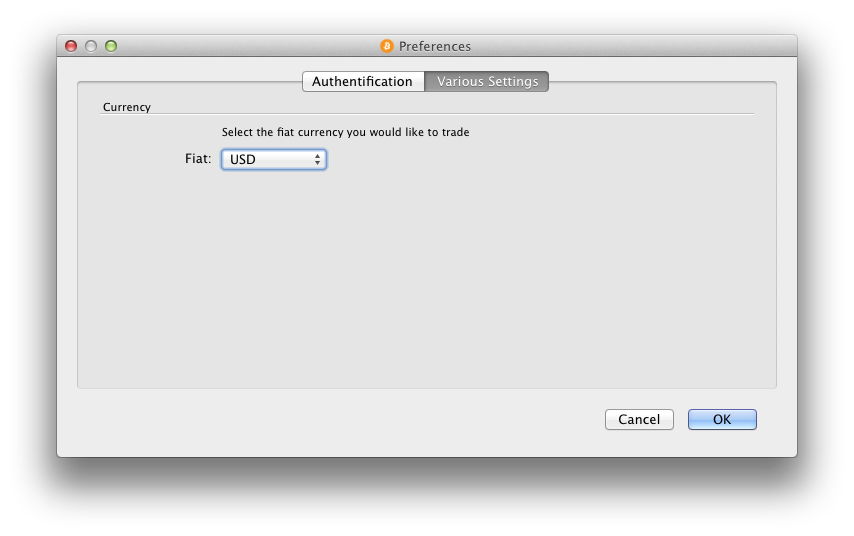 Preferences
Authentification
Various Settings
Currency
Select the fiat currency you would like to trade
Fiat:
USD
Cancel
OK